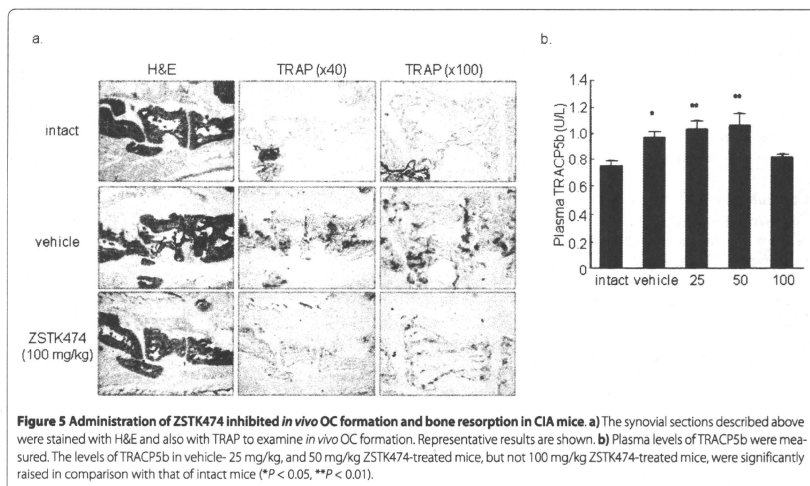 a.
b.
H&E
TRAP (x40)
TRAP (x100)
intact
vehicle
ZSTK474
(100 mg/kg)
Plasma TRACP5b (U/L)
1.4
1.2
1.0
0.8
0.6
0.4
0.2
0
*
**
**
intact vehicle 25 50 100
Figure 5 Administration of ZSTK474 inhibited in vivo OC formation and bone resorption in CIA mice. a) The synovial sections described above
were stained with H&E and also with TRAP to examine in vivo OC formation. Representative results are shown. b) Plasma levels of TRACP5b were mea-
sured. The levels of TRACP5b in vehicle- 25 mg/kg, and 50 mg/kg ZSTK474-treated mice, but not 100 mg/kg ZSTK474-treated mice, were significantly
raised in comparison with that of intact mice (*P < 0.05, **P < 0.01).